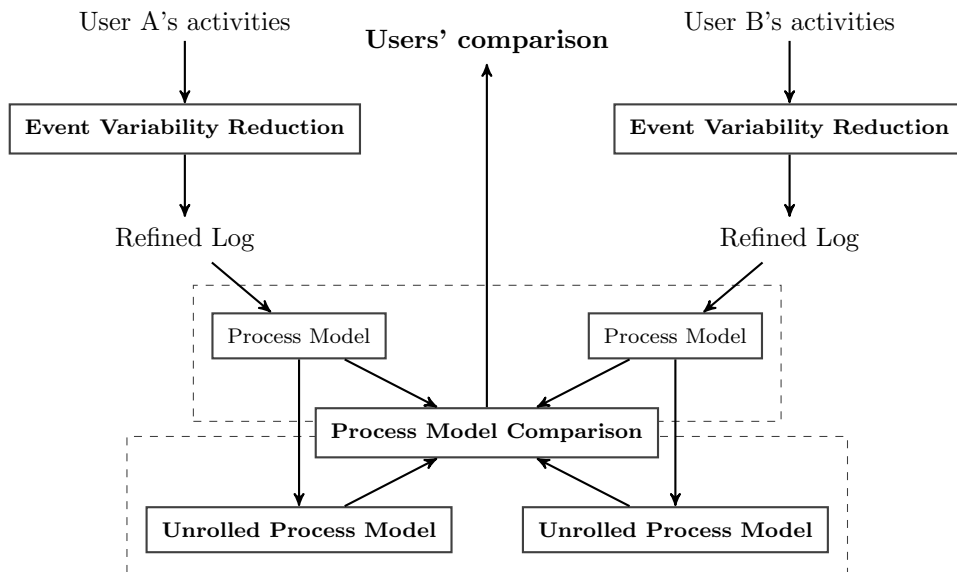 User A's activities
User B's activities
Users' comparison
Event Variability Reduction
Event Variability Reduction
Refined Log
Refined Log
Process Model
Process Model
Process Model Comparison
Unrolled Process Model
Unrolled Process Model